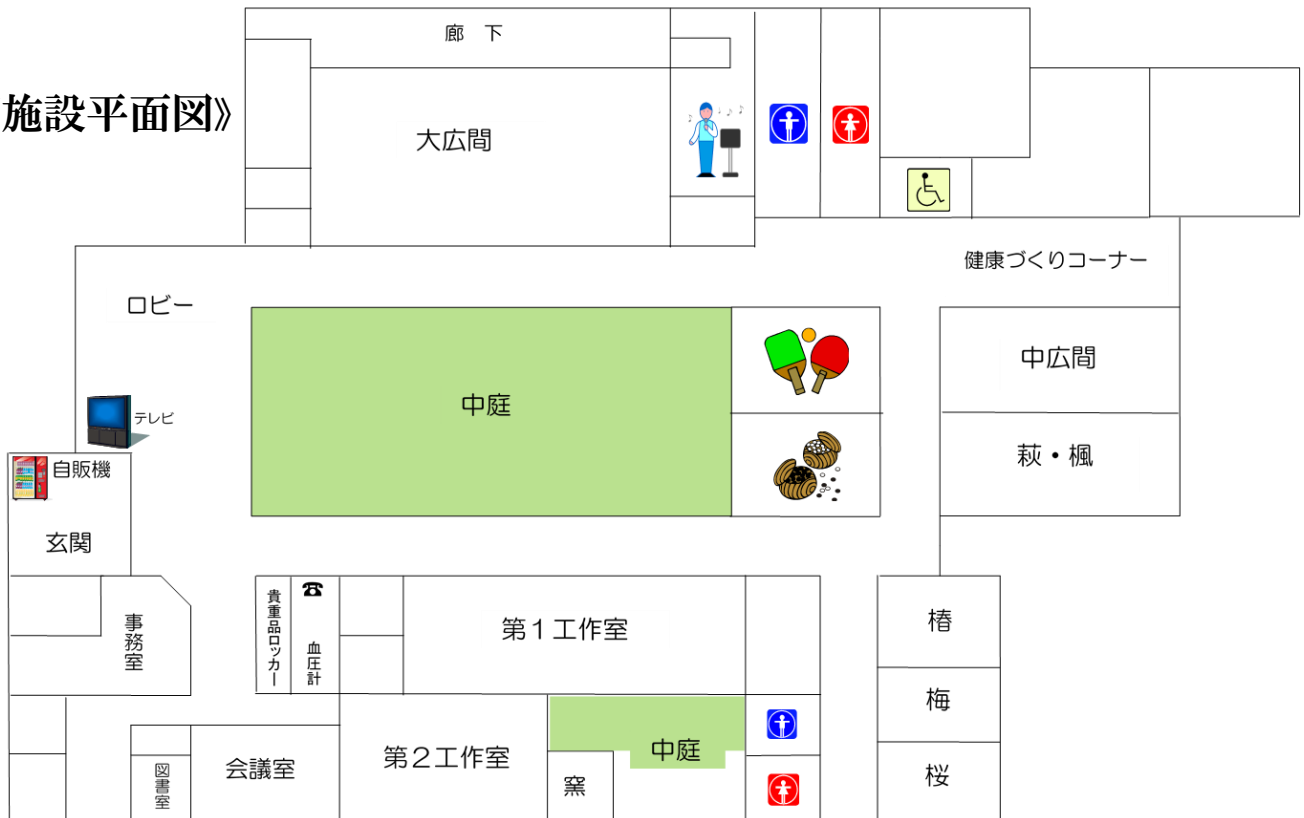 廊　下
施設平面図》
大広間
健康づくりコーナー
ロビー
中広間
中庭
テレビ
萩・楓
自販機
玄関
事務室
貴重品ロッカー
血圧計
第１工作室
椿
梅
第２工作室
中庭
会議室
図書室
窯
桜